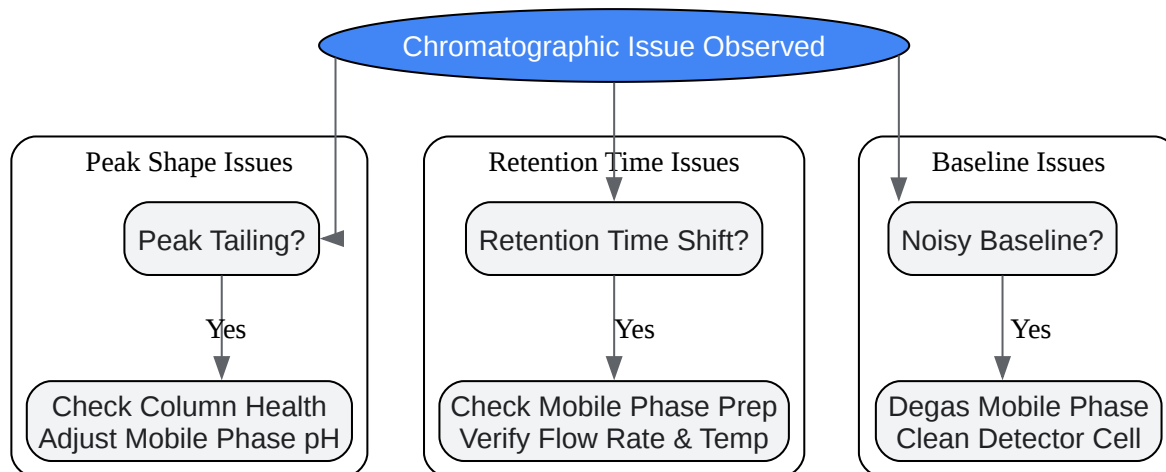 Chromatographic Issue Observed
Peak Shape Issues
Peak Tailing?
Yes
Check Column Health
Adjust Mobile Phase pH
Retention Time Issues
Retention Time Shift?
Yes
Check Mobile Phase Prep
Verify Flow Rate & Temp
Baseline Issues
Noisy Baseline?
Yes
Degas Mobile Phase
Clean Detector Cell